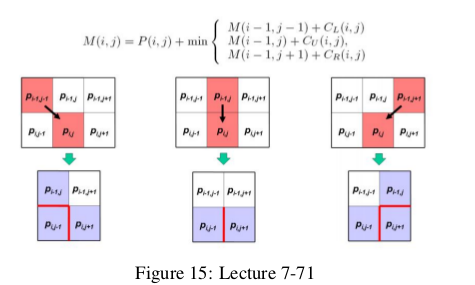 M(i, j) = P(i, j) + min { M(i − 1, j − 1) + C_L(i, j)
M(i − 1, j) + C_U(i, j),
M(i − 1, j + 1) + C_R(i, j)
p_{i-1,j-1} p_{i-1,j} p_{i-1,j+1} p_{i-1,j-1} p_{i-1,j} p_{i-1,j+1} p_{i-1,j-1} p_{i-1,j} p_{i-1,j+1}
p_{i,j-1} p_{i,j} p_{i,j+1} p_{i,j-1} p_{i,j} p_{i,j+1} p_{i,j-1} p_{i,j} p_{i,j+1}
p_{i-1,j} p_{i-1,j+1} p_{i-1,j-1} p_{i-1,j+1} p_{i-1,j-1} p_{i-1,j}
p_{i,j-1} p_{i,j+1} p_{i,j-1} p_{i,j+1} p_{i,j-1} p_{i,j+1}
Figure 15: Lecture 7-71